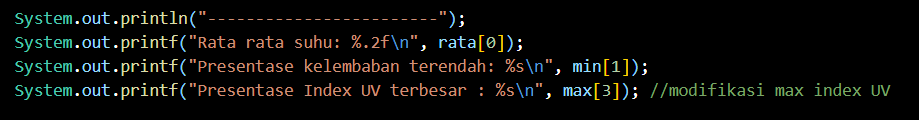 System.out.println("------------------------");
System.out.printf("Rata rata suhu: %.2f\n", rata[0]);
System.out.printf("Presentase kelembaban terendah: %s\n", min[1]);
System.out.printf("Presentase Index UV terbesar : %s\n", max[3]); //modifikasi max index UV